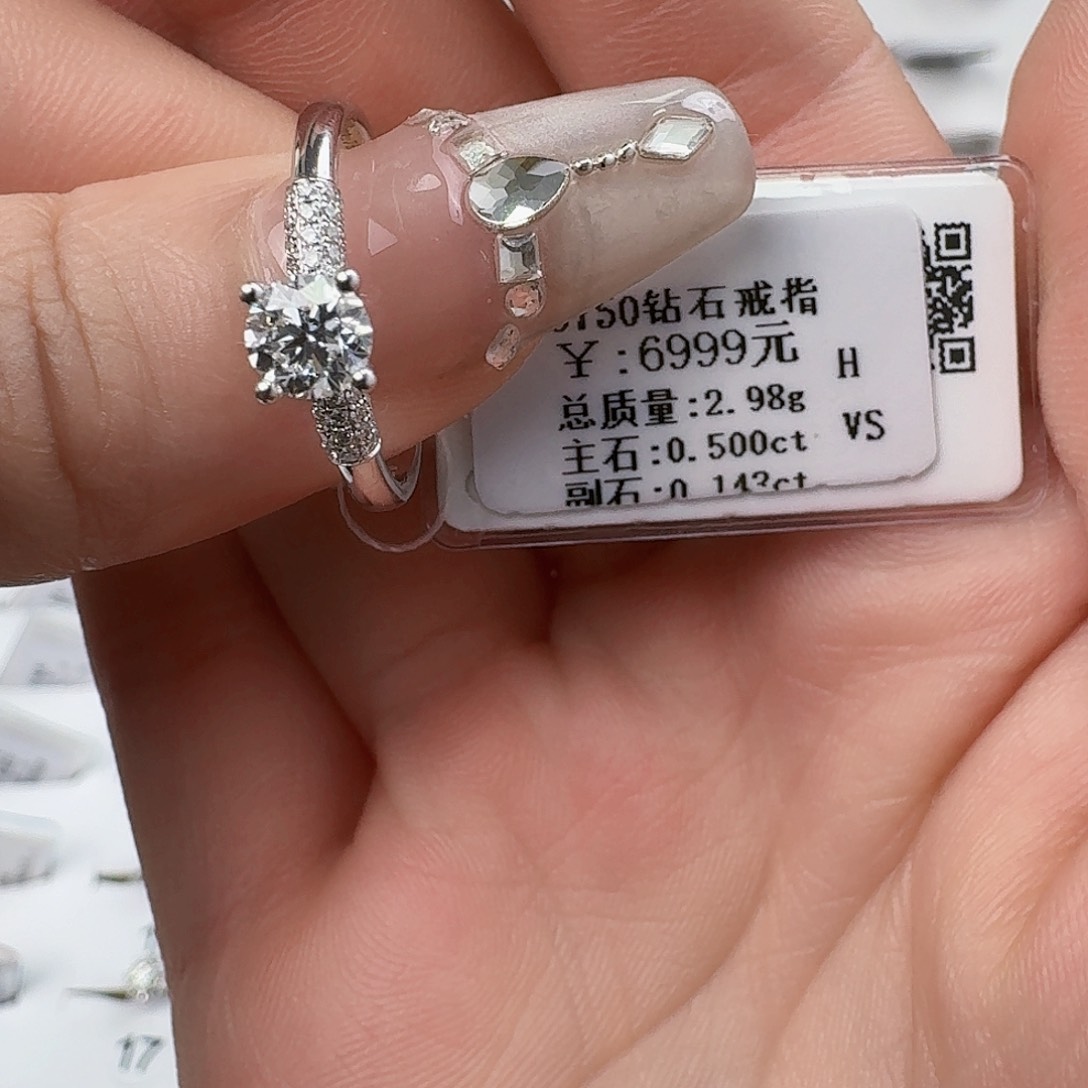 750钻石戒指
¥:6999元
H
总质量:2.98g
VS
主石:0.500ct
副石:0.143ct
17